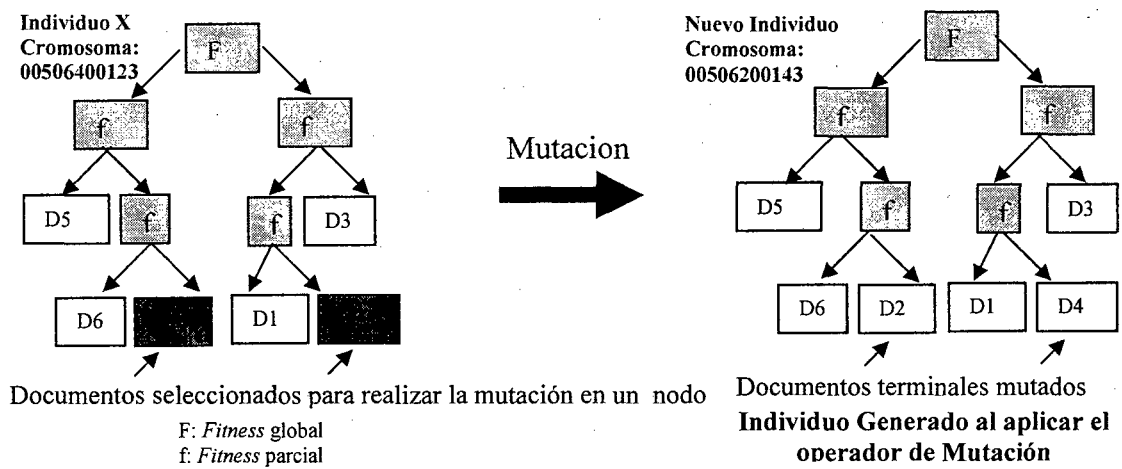 Individuo X
Cromosoma:
00506400123
F
f
f
D5
f
f
D3
D6
D1
Documentos seleccionados para realizar la mutación en un nodo
F: Fitness global
f: Fitness parcial
Mutacion
Nuevo Individuo
Cromosoma:
00506200143
F
f
f
D5
f
f
D3
D6
D2
D1
D4
Documentos terminales mutados
Individuo Generado al aplicar el
operador de Mutación